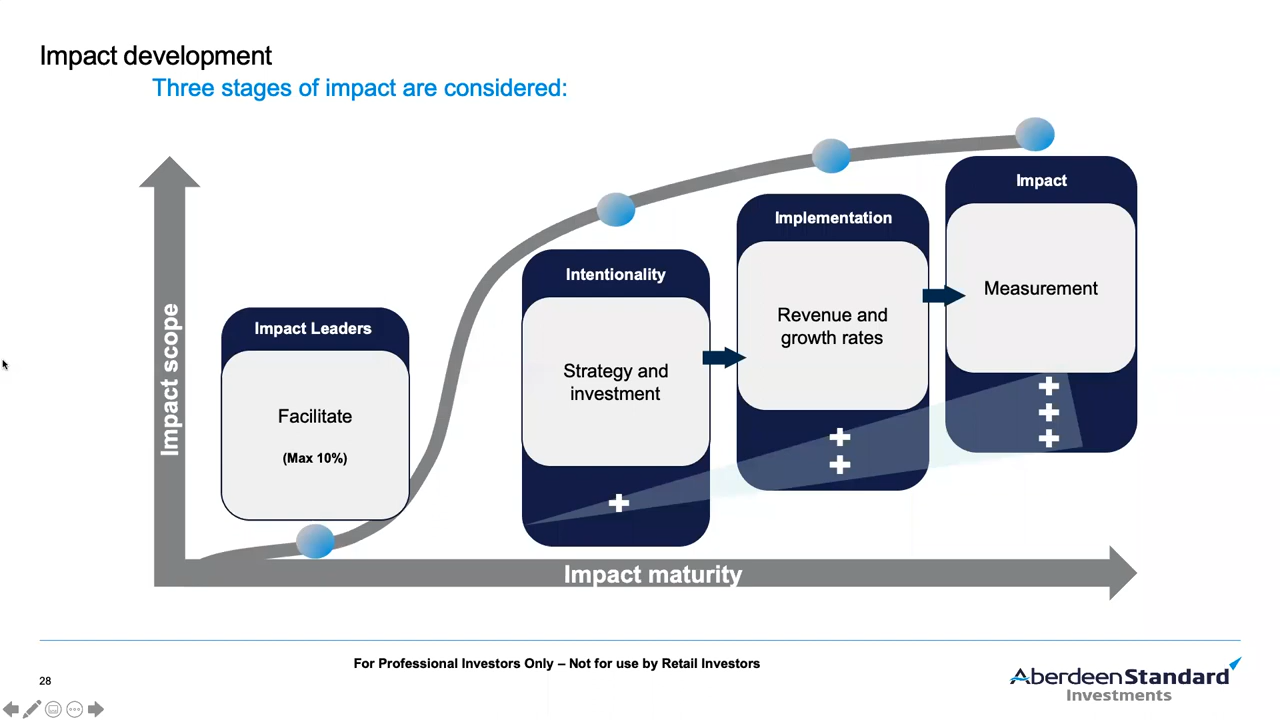 Impact development
Three stages of impact are considered:
Impact scope
Impact Leaders
Facilitate
(Max 10%)
Intentionality
Strategy and
investment
Implementation
Revenue and
growth rates
Impact
Measurement
Impact maturity
For Professional Investors Only – Not for use by Retail Investors
28
AberdeenStandard
Investments